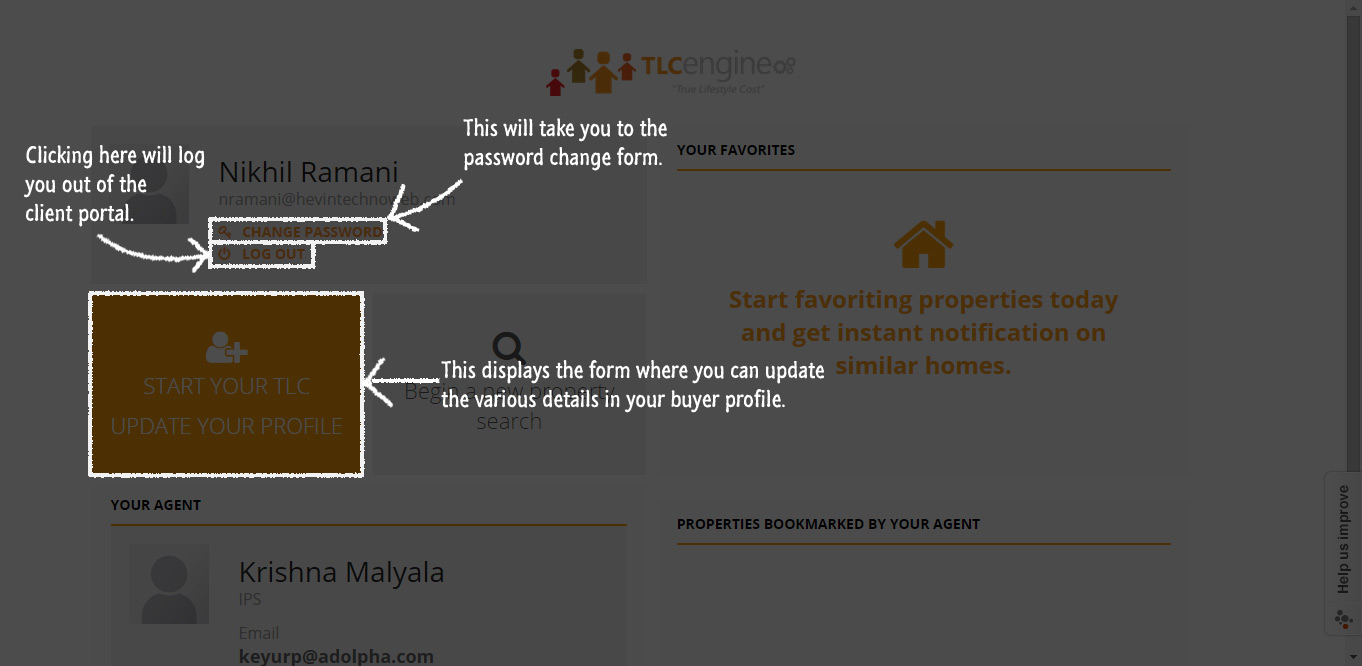 TLCengine
"True Lifestyle Cost"
Clicking here will log
you out of the
client portal.
Nikhil Ramani
nramani@hevintechnoweb.com
CHANGE PASSWORD
LOG OUT
This will take you to the
password change form.
YOUR FAVORITES
Start favoriting properties today
and get instant notification on
similar homes.
START YOUR TLC
UPDATE YOUR PROFILE
Begin a new property
search
This displays the form where you can update
the various details in your buyer profile.
YOUR AGENT
Krishna Malyala
IPS
Email
keyurp@adolpha.com
PROPERTIES BOOKMARKED BY YOUR AGENT
Help us improve